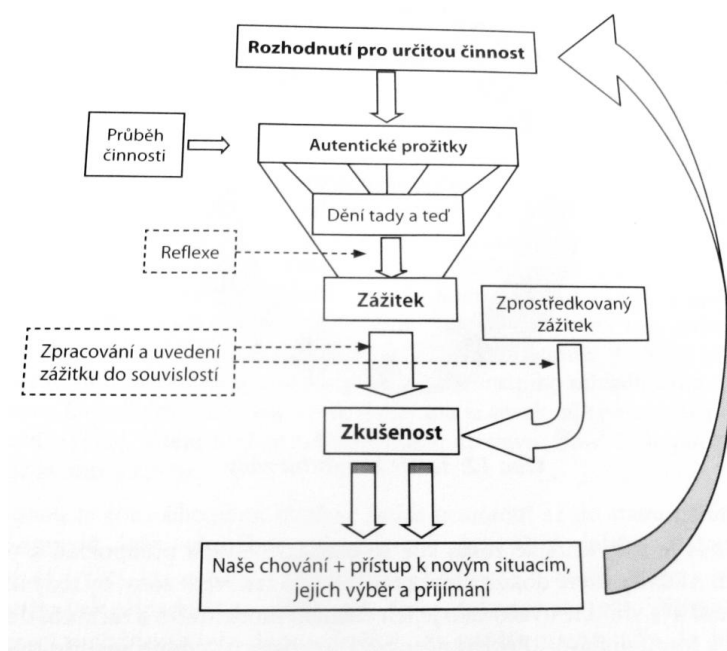 Rozhodnutí pro určitou činnost
Průběh
činnosti
Autentické prožitky
Dění tady a teď
Reflexe
Zážitek
Zprostředkovaný
zážitek
Zpracování a uvedení
zážitku do souvislostí
Zkušenost
Naše chování + přístup k novým situacím,
jejich výběr a přijímání